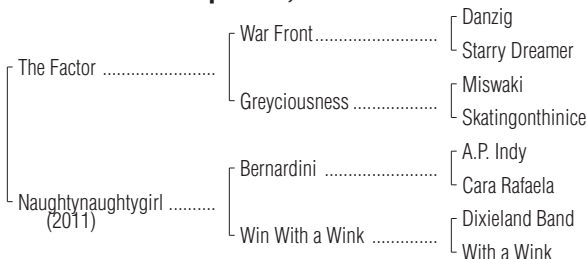 Danzig
War Front
Starry Dreamer
The Factor
Miswaki
Greyciousness
Skatingonthinice
A.P. Indy
Bernardini
Cara Rafaela
Naughtynaughtygirl
(2011)
Dixieland Band
Win With a Wink
With a Wink